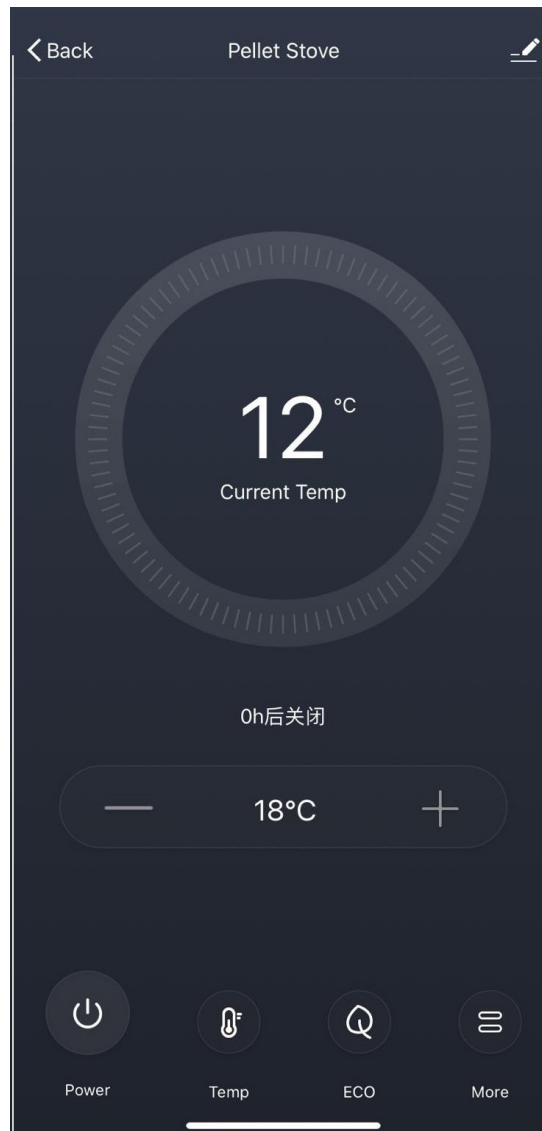 Back
Pellet Stove
12 °C
Current Temp
0h后关闭
18°C
Power
Temp
ECO
More